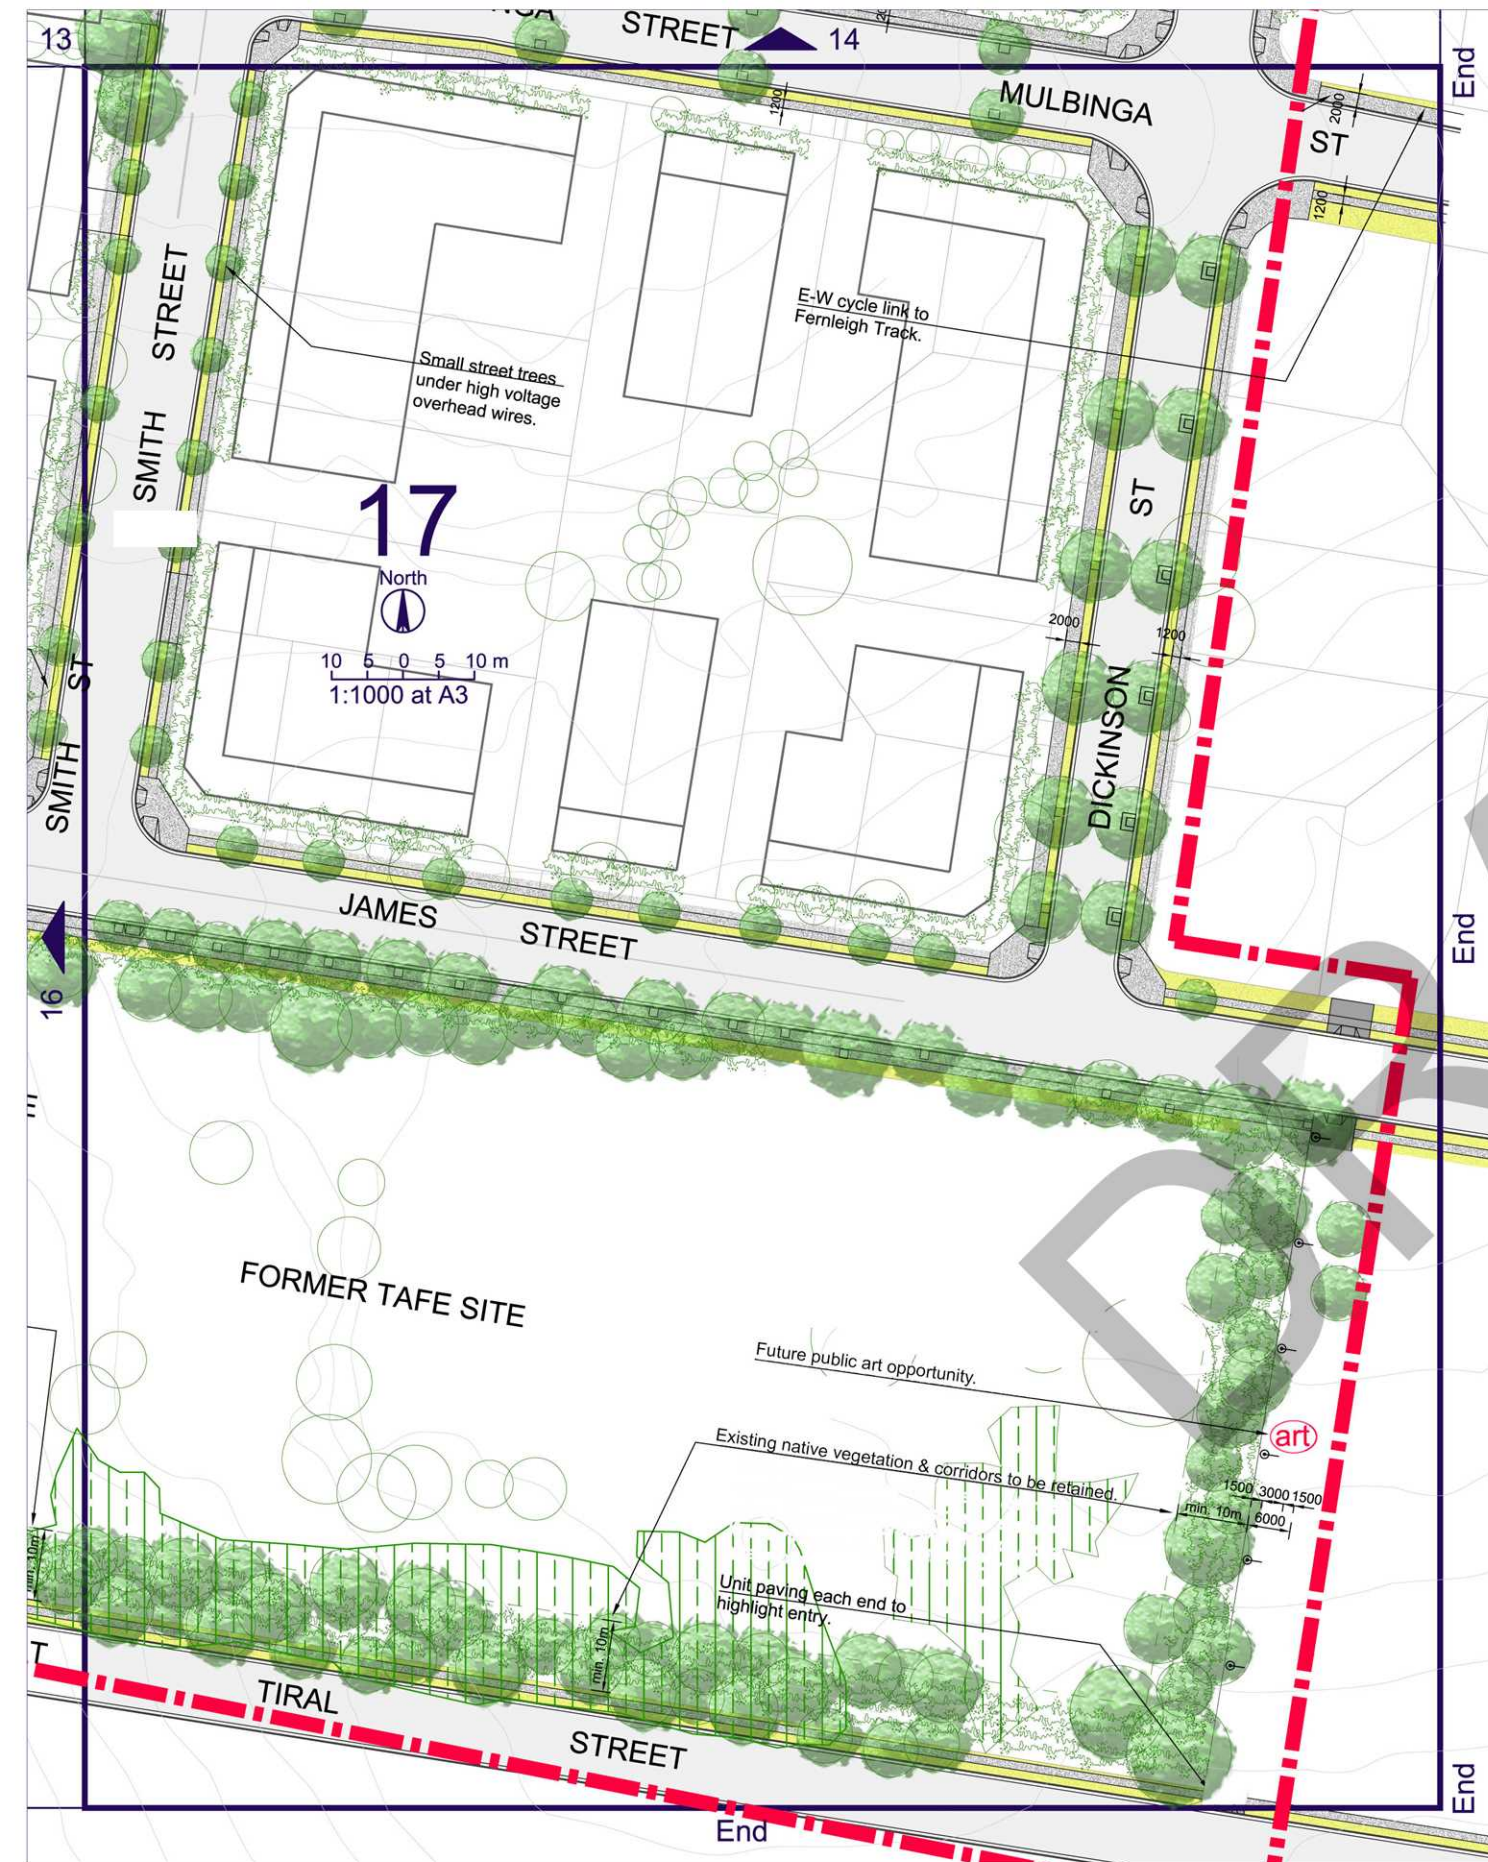 NGA STREET
13
14
End
MULBINGA
ST
1200
2000
1200
20
STREET
SMITH
E-W cycle link to
Fernleigh Track.
Small street trees
under high voltage
overhead wires.
17
North
10 5 0 5 10 m
1:1000 at A3
ST
2000
1200
DICKINSON
ST
SMITH
JAMES STREET
End
16
E
FORMER TAFE SITE
Future public art opportunity.
art
Existing native vegetation & corridors to be retained.
1500 3000 1500
min. 10m 6000
min. 10m
Unit paving each end to
highlight entry.
min. 10m
T
TIRAL
STREET
End
End
DR